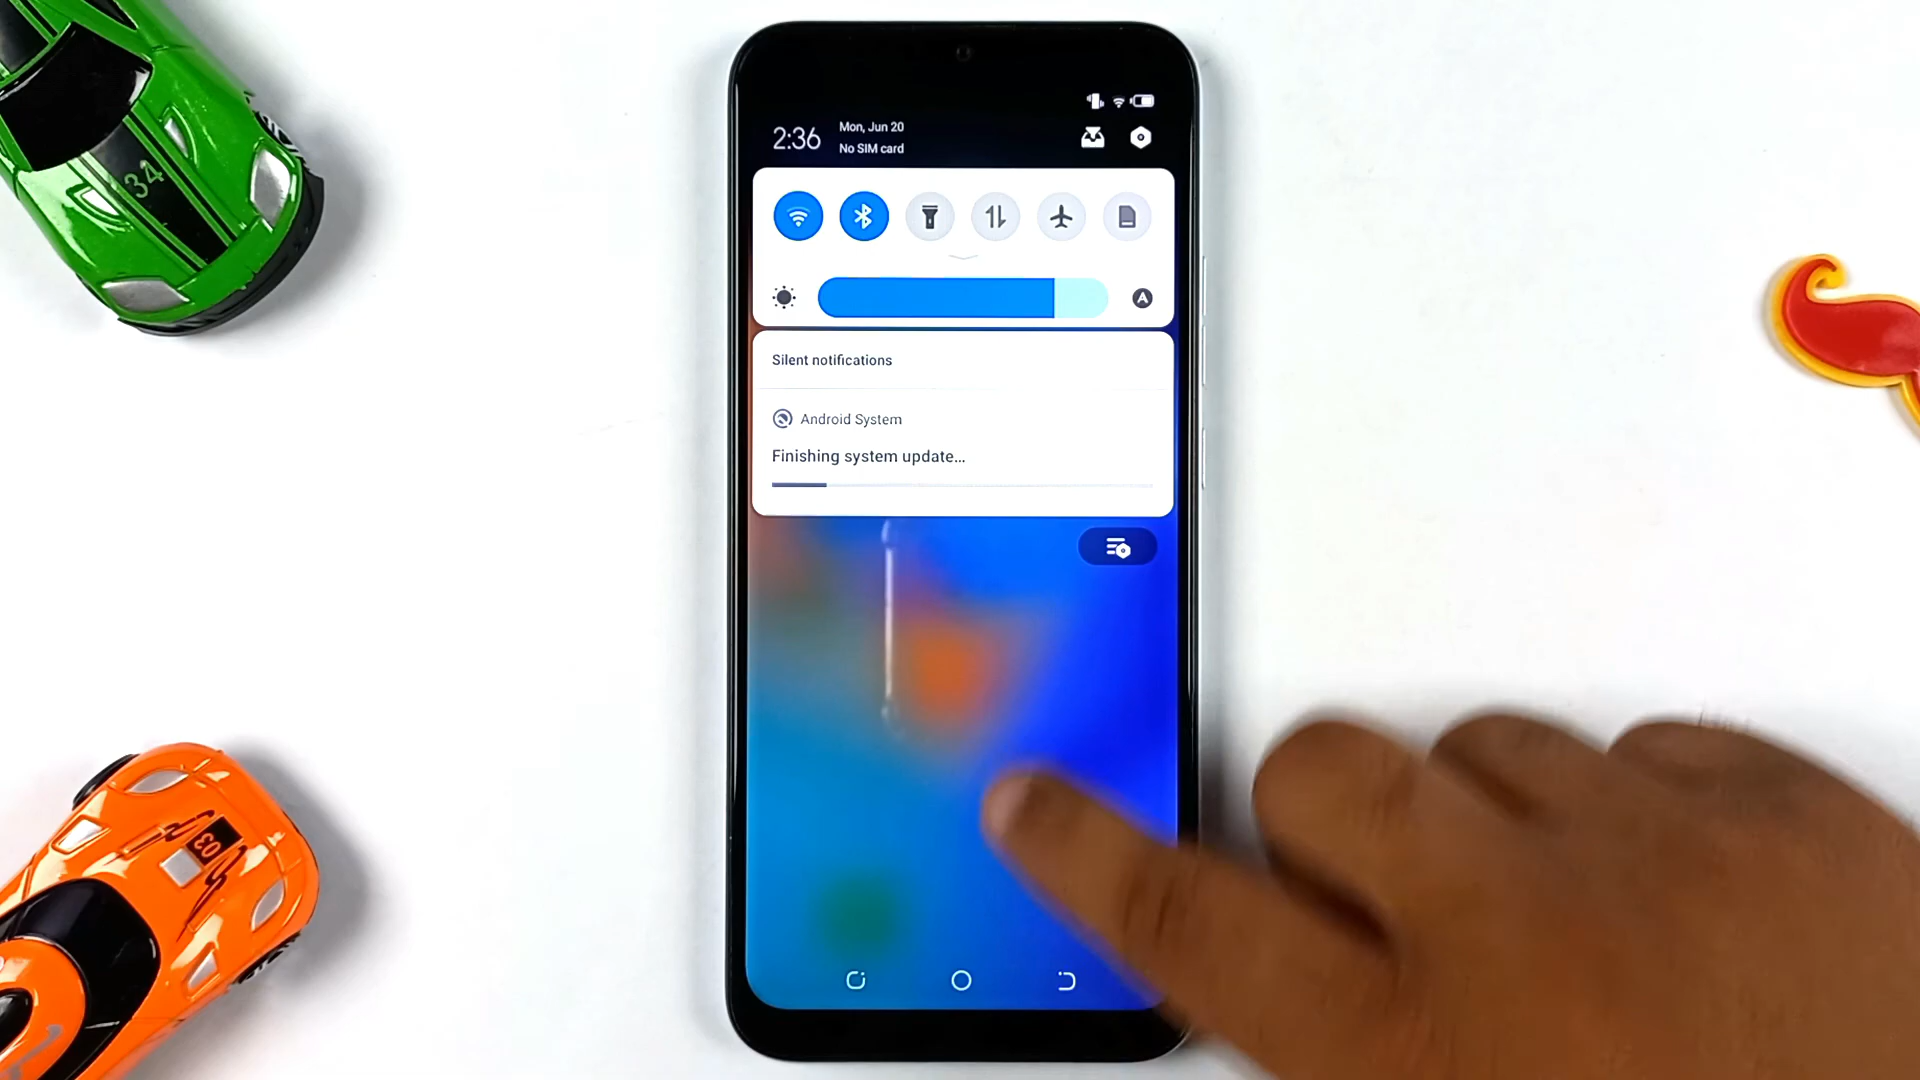 2:36
Mon, Jun 20
No SIM card
A
Silent notifications
Android System
Finishing system update...
34
03